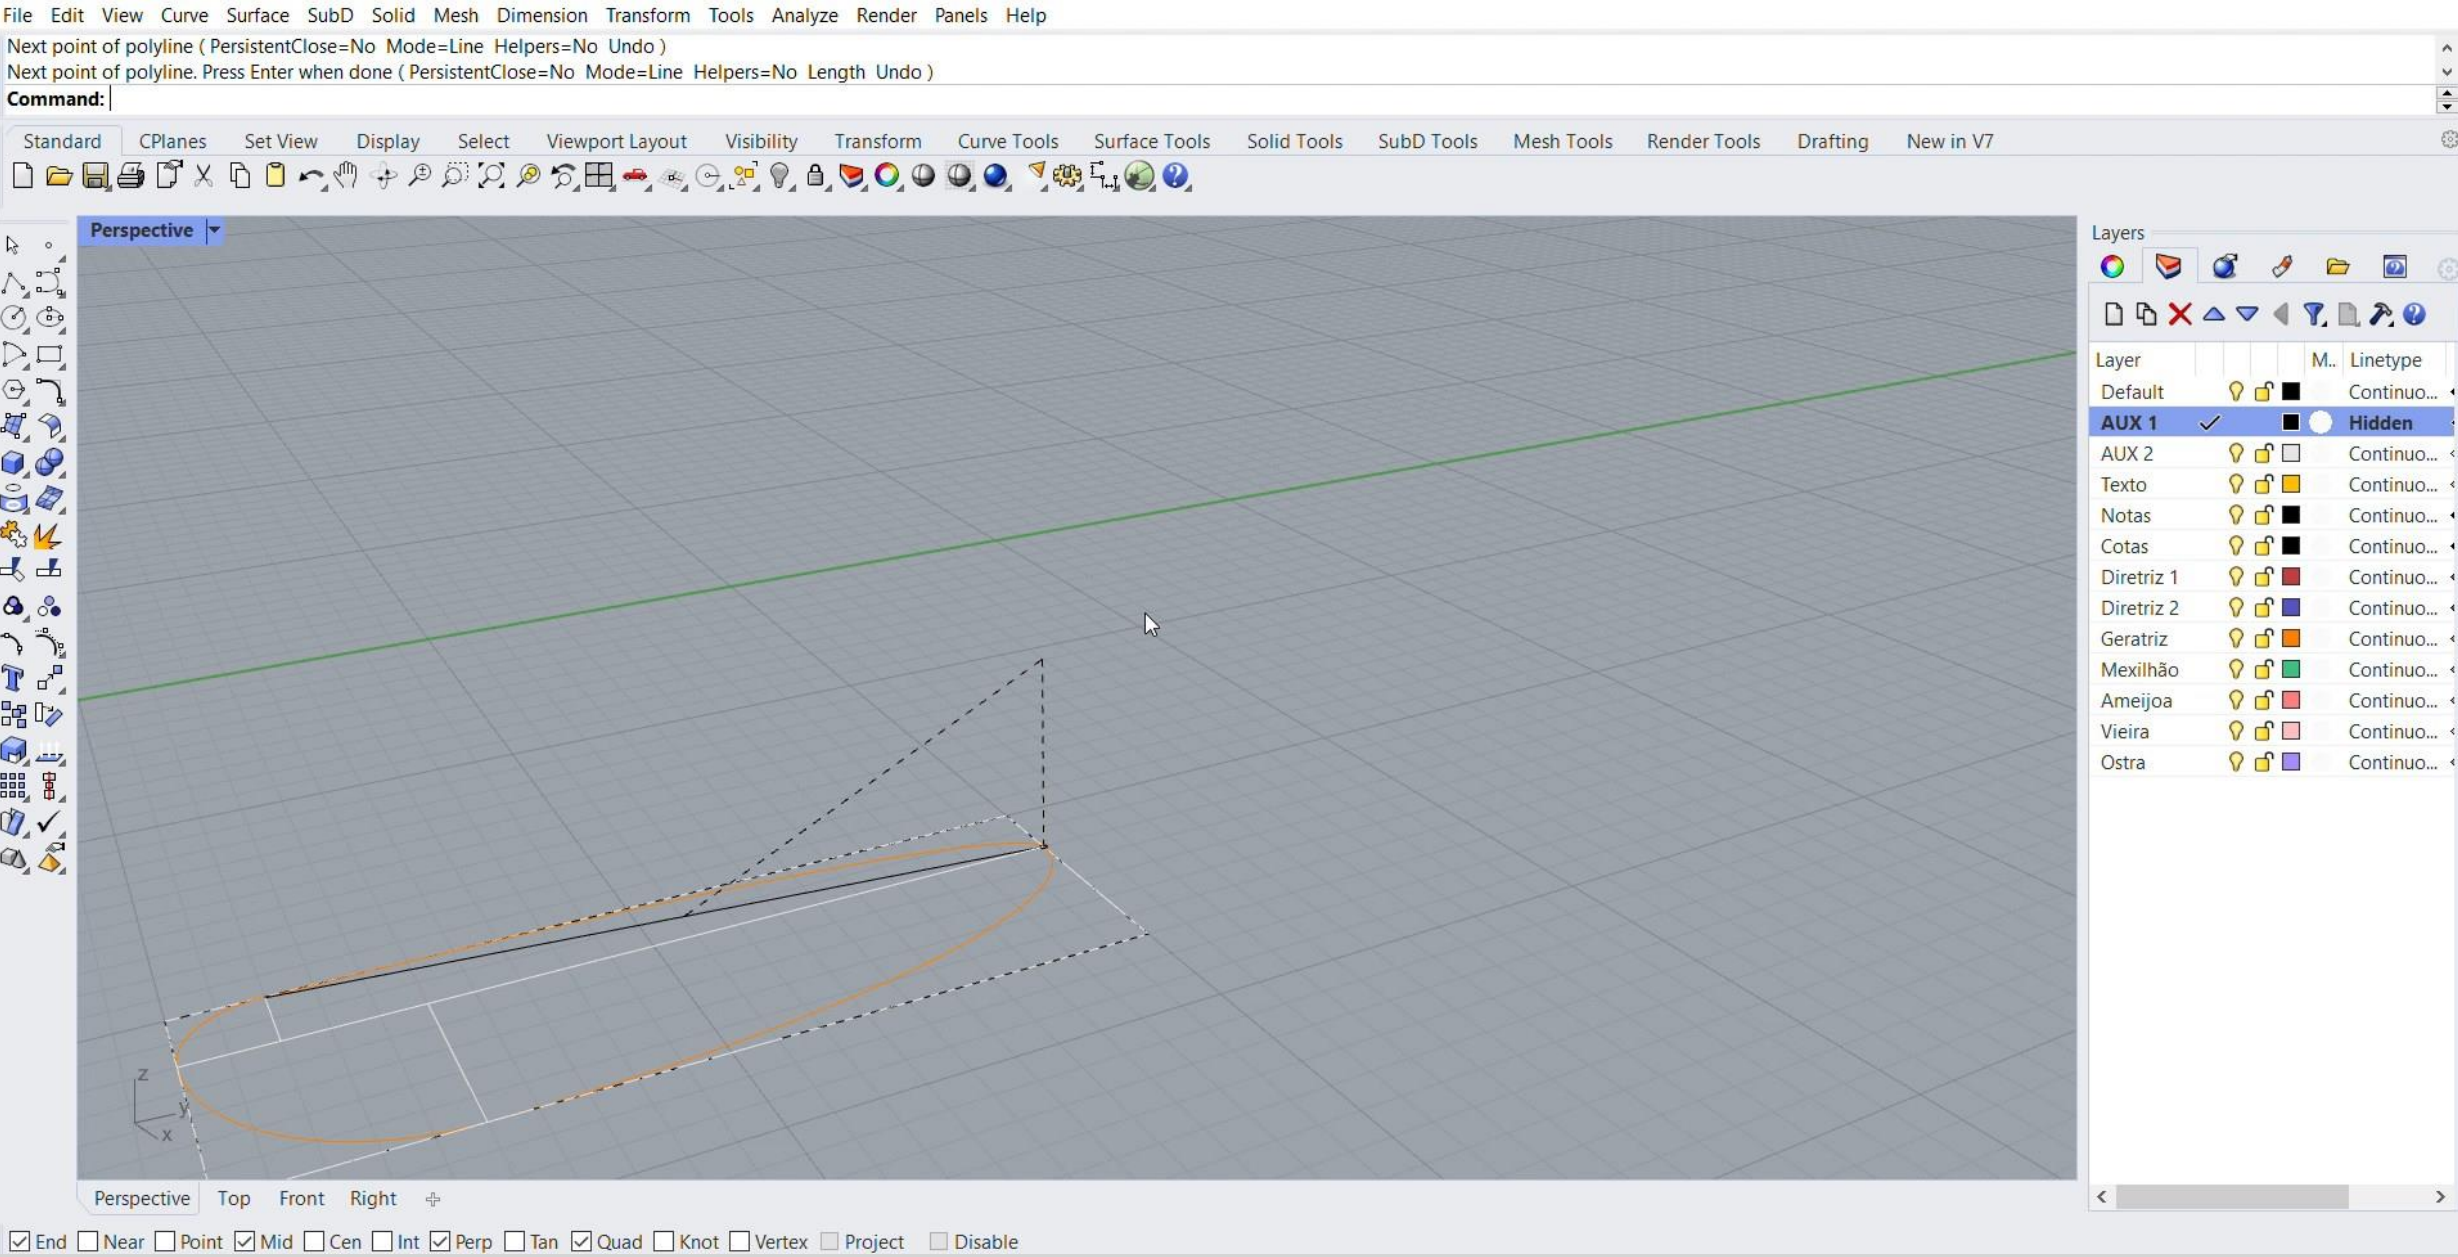 File Edit View Curve Surface SubD Solid Mesh Dimension Transform Tools Analyze Render Panels Help
Next point of polyline ( PersistentClose=No Mode=Line Helpers=No Undo )
Next point of polyline. Press Enter when done ( PersistentClose=No Mode=Line Helpers=No Length Undo )
Command:
Standard CPlanes Set View Display Select Viewport Layout Visibility Transform Curve Tools Surface Tools Solid Tools SubD Tools Mesh Tools Render Tools Drafting New in V7
Perspective
Layers
Layer M.. Linetype
Default Continuo...
AUX 1 Hidden
AUX 2 Continuo...
Texto Continuo...
Notas Continuo...
Cotas Continuo...
Diretriz 1 Continuo...
Diretriz 2 Continuo...
Geratriz Continuo...
Mexilhão Continuo...
Ameijoa Continuo...
Vieira Continuo...
Ostra Continuo...
z
y
x
Perspective Top Front Right
End Near Point Mid Cen Int Perp Tan Quad Knot Vertex Project Disable